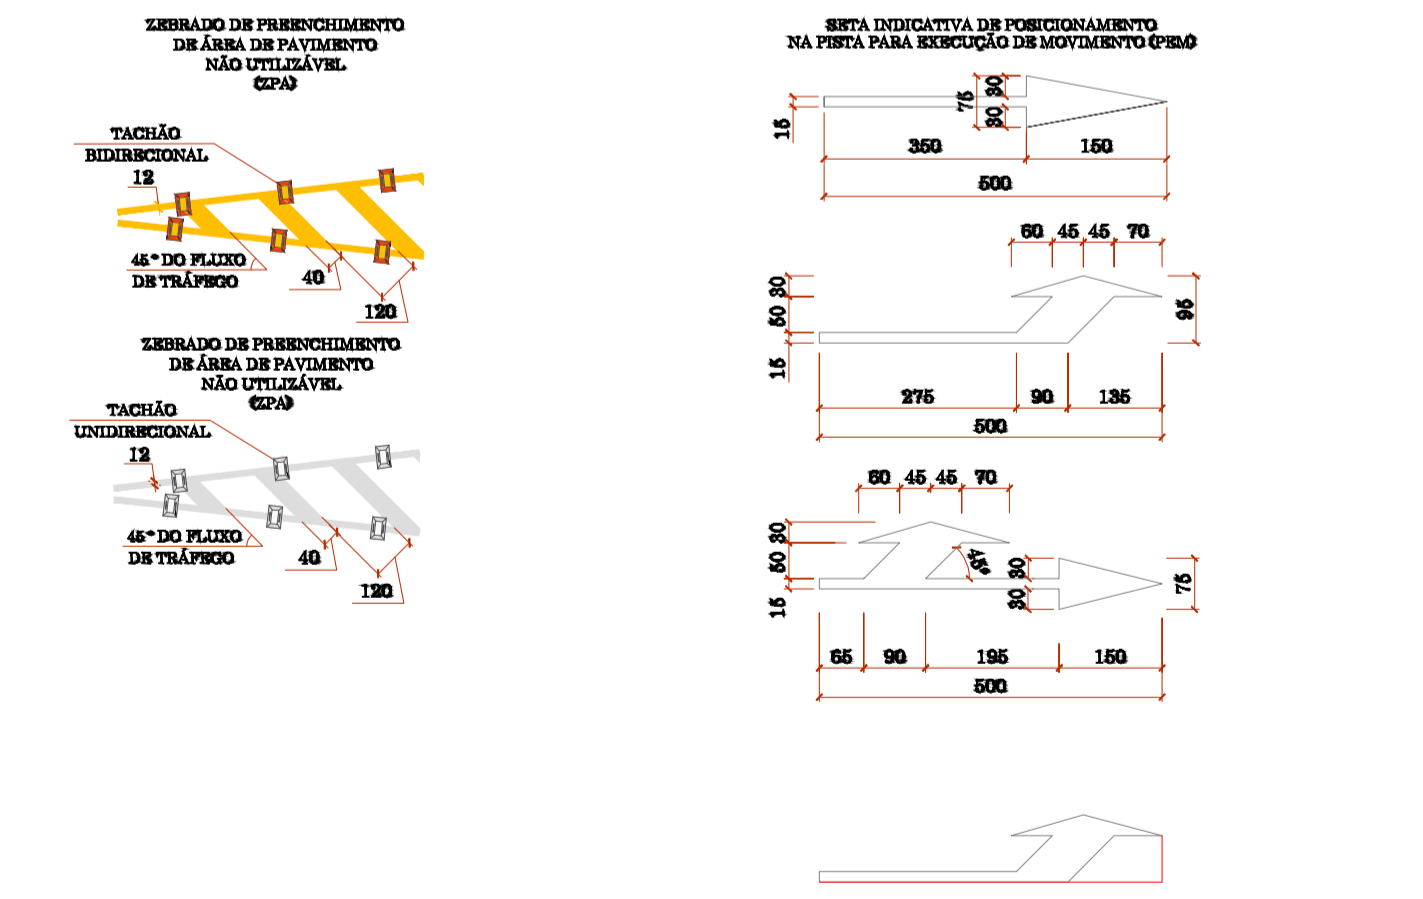 ZEBRADO DE PREENCHIMENTO
DE ÁREA DE PAVIMENTO
NÃO UTILIZÁVEL
(ZPA)
TACHÃO
BIDIRECIONAL
12
45° DO FLUXO
DE TRÁFEGO
40
120
ZEBRADO DE PREENCHIMENTO
DE ÁREA DE PAVIMENTO
NÃO UTILIZÁVEL
(ZPA)
TACHÃO
UNIDIRECIONAL
12
45° DO FLUXO
DE TRÁFEGO
40
120
SETA INDICATIVA DE POSICIONAMENTO
NA PISTA PARA EXECUÇÃO DE MOVIMENTO (PEM)
15
75
30
30
350
150
500
60 45 45 70
30
50
15
95
275
90
135
500
60 45 45 70
30
50
15
45°
30
30
75
65
90
195
150
500